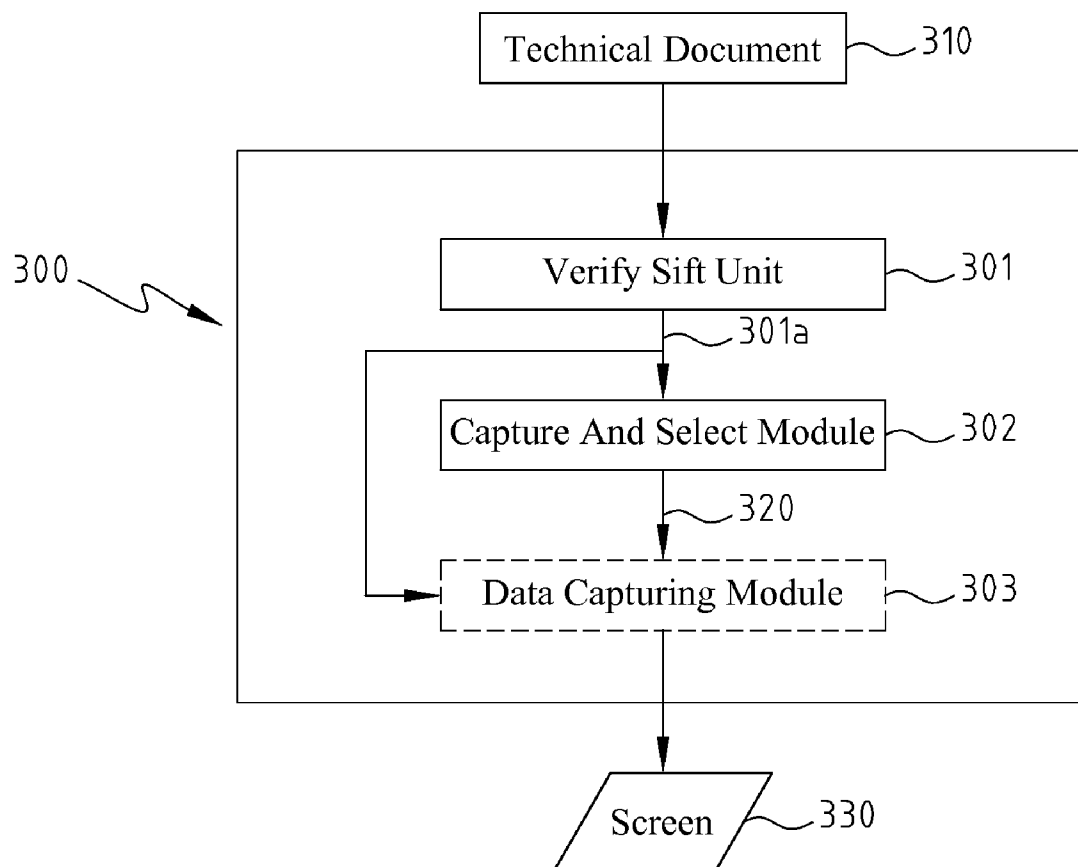 Technical Document 310
300
Verify Sift Unit 301
301a
Capture And Select Module 302
320
Data Capturing Module 303
Screen 330